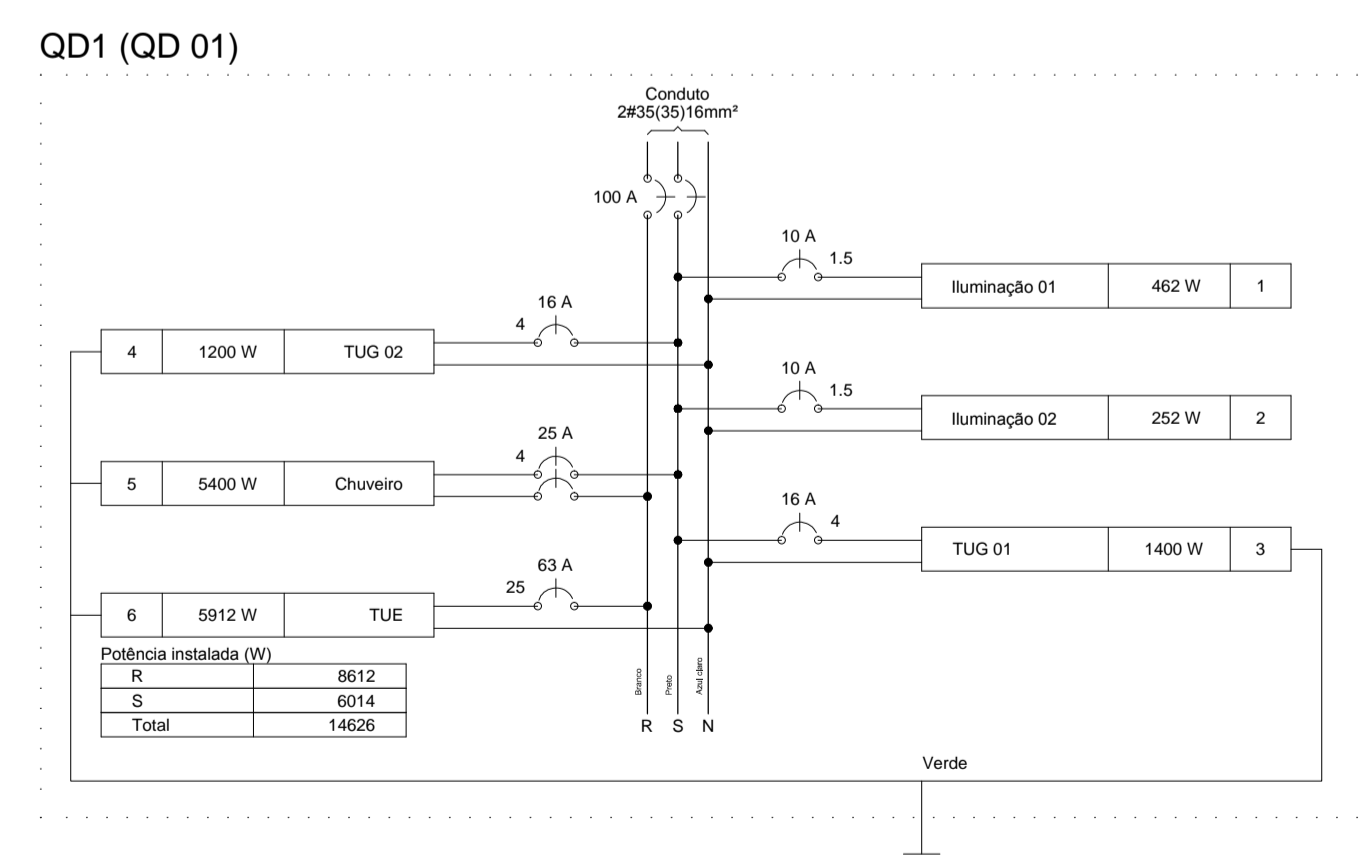 QD1 (QD 01)
Conduto
2#35(35)16mm²
100 A
10 A
1.5
Iluminação 01 462 W 1
16 A
4
4 1200 W TUG 02
10 A
1.5
Iluminação 02 252 W 2
25 A
4
5 5400 W Chuveiro
16 A
4
TUG 01 1400 W 3
63 A
25
6 5912 W TUE
Potência instalada (W)
R 8612
S 6014
Total 14626
Branco
Preto
Azul claro
R S N
Verde